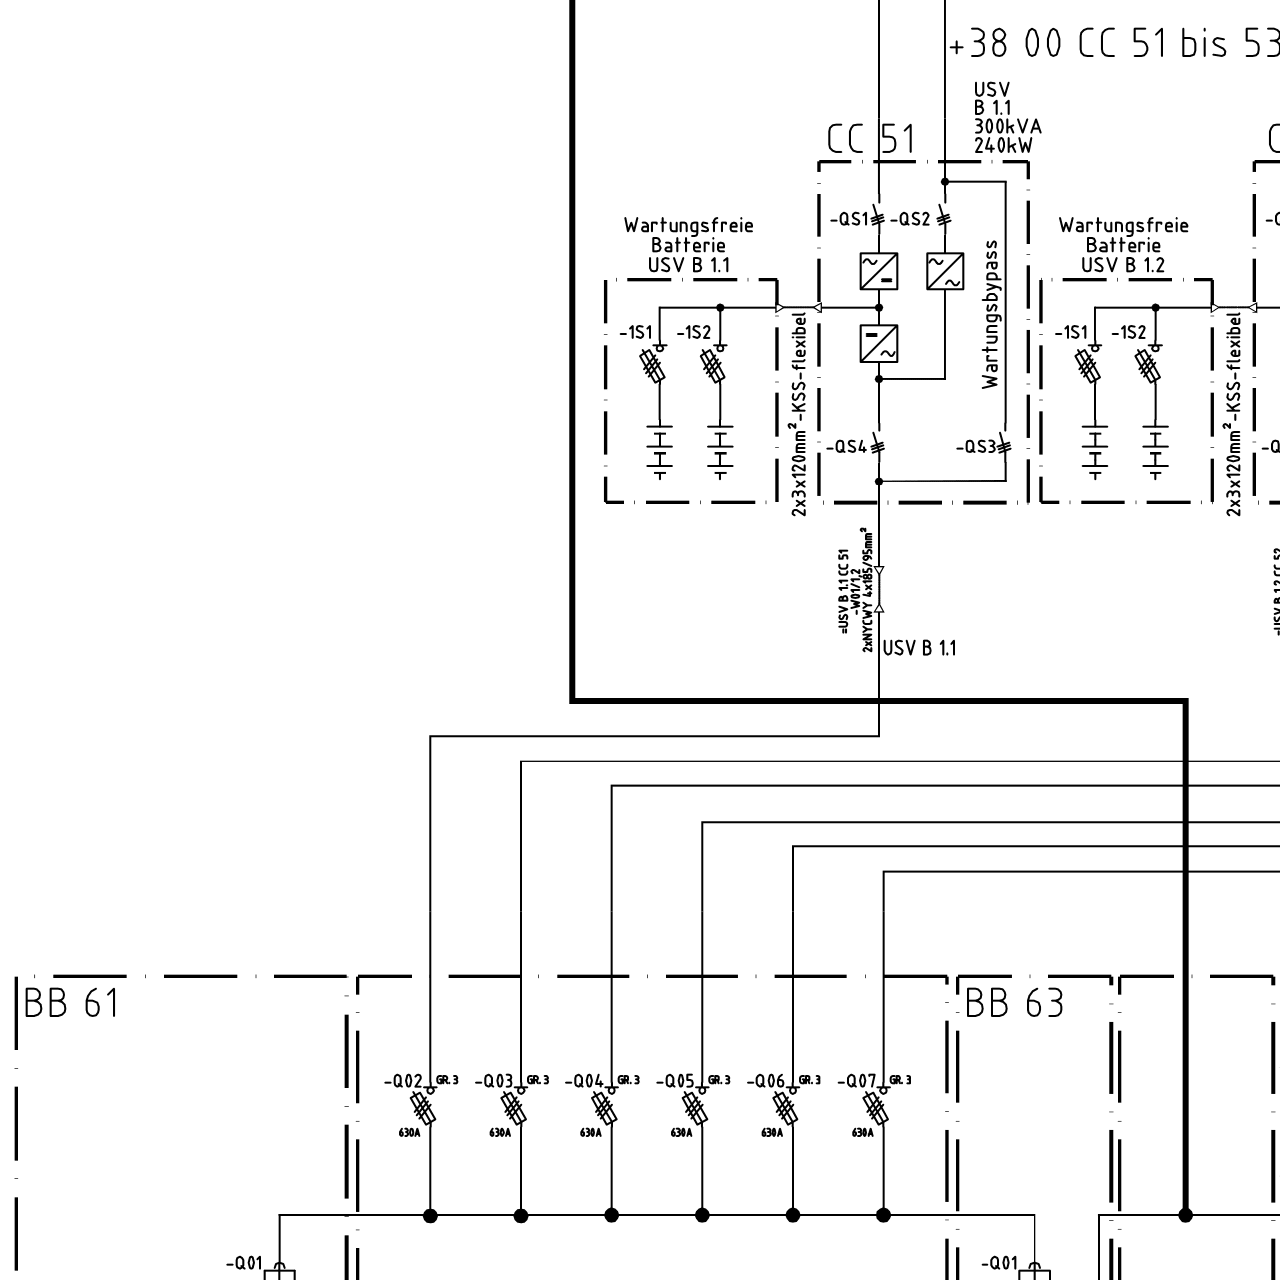 +38 00 CC 51 bis 53
USV
B 1.1
300kVA
240kW
CC 51
-QS1
-QS2
Wartungsfreie
Batterie
USV B 1.1
Wartungsfreie
Batterie
USV B 1.2
Wartungsbypass
-1S1
-1S2
-1S1
-1S2
2x3x120mm²-KSS-flexibel
2x3x120mm²-KSS-flexibel
-QS4
-QS3
=USV B 1.1 CC 51
-W01/1,2
2xNYCWY 4x185/95mm²
USV B 1.1
BB 61
BB 63
-Q02 GR.3
630A
-Q03 GR.3
630A
-Q04 GR.3
630A
-Q05 GR.3
630A
-Q06 GR.3
630A
-Q07 GR.3
630A
-Q01
-Q01